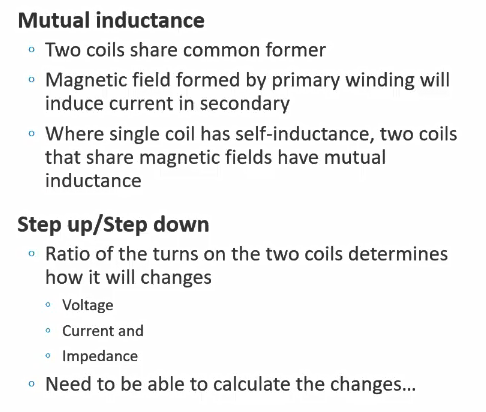 Mutual inductance
Two coils share common former
Magnetic field formed by primary winding will
induce current in secondary
Where single coil has self-inductance, two coils
that share magnetic fields have mutual
inductance
Step up/Step down
Ratio of the turns on the two coils determines
how it will changes
Voltage
Current and
Impedance
Need to be able to calculate the changes...